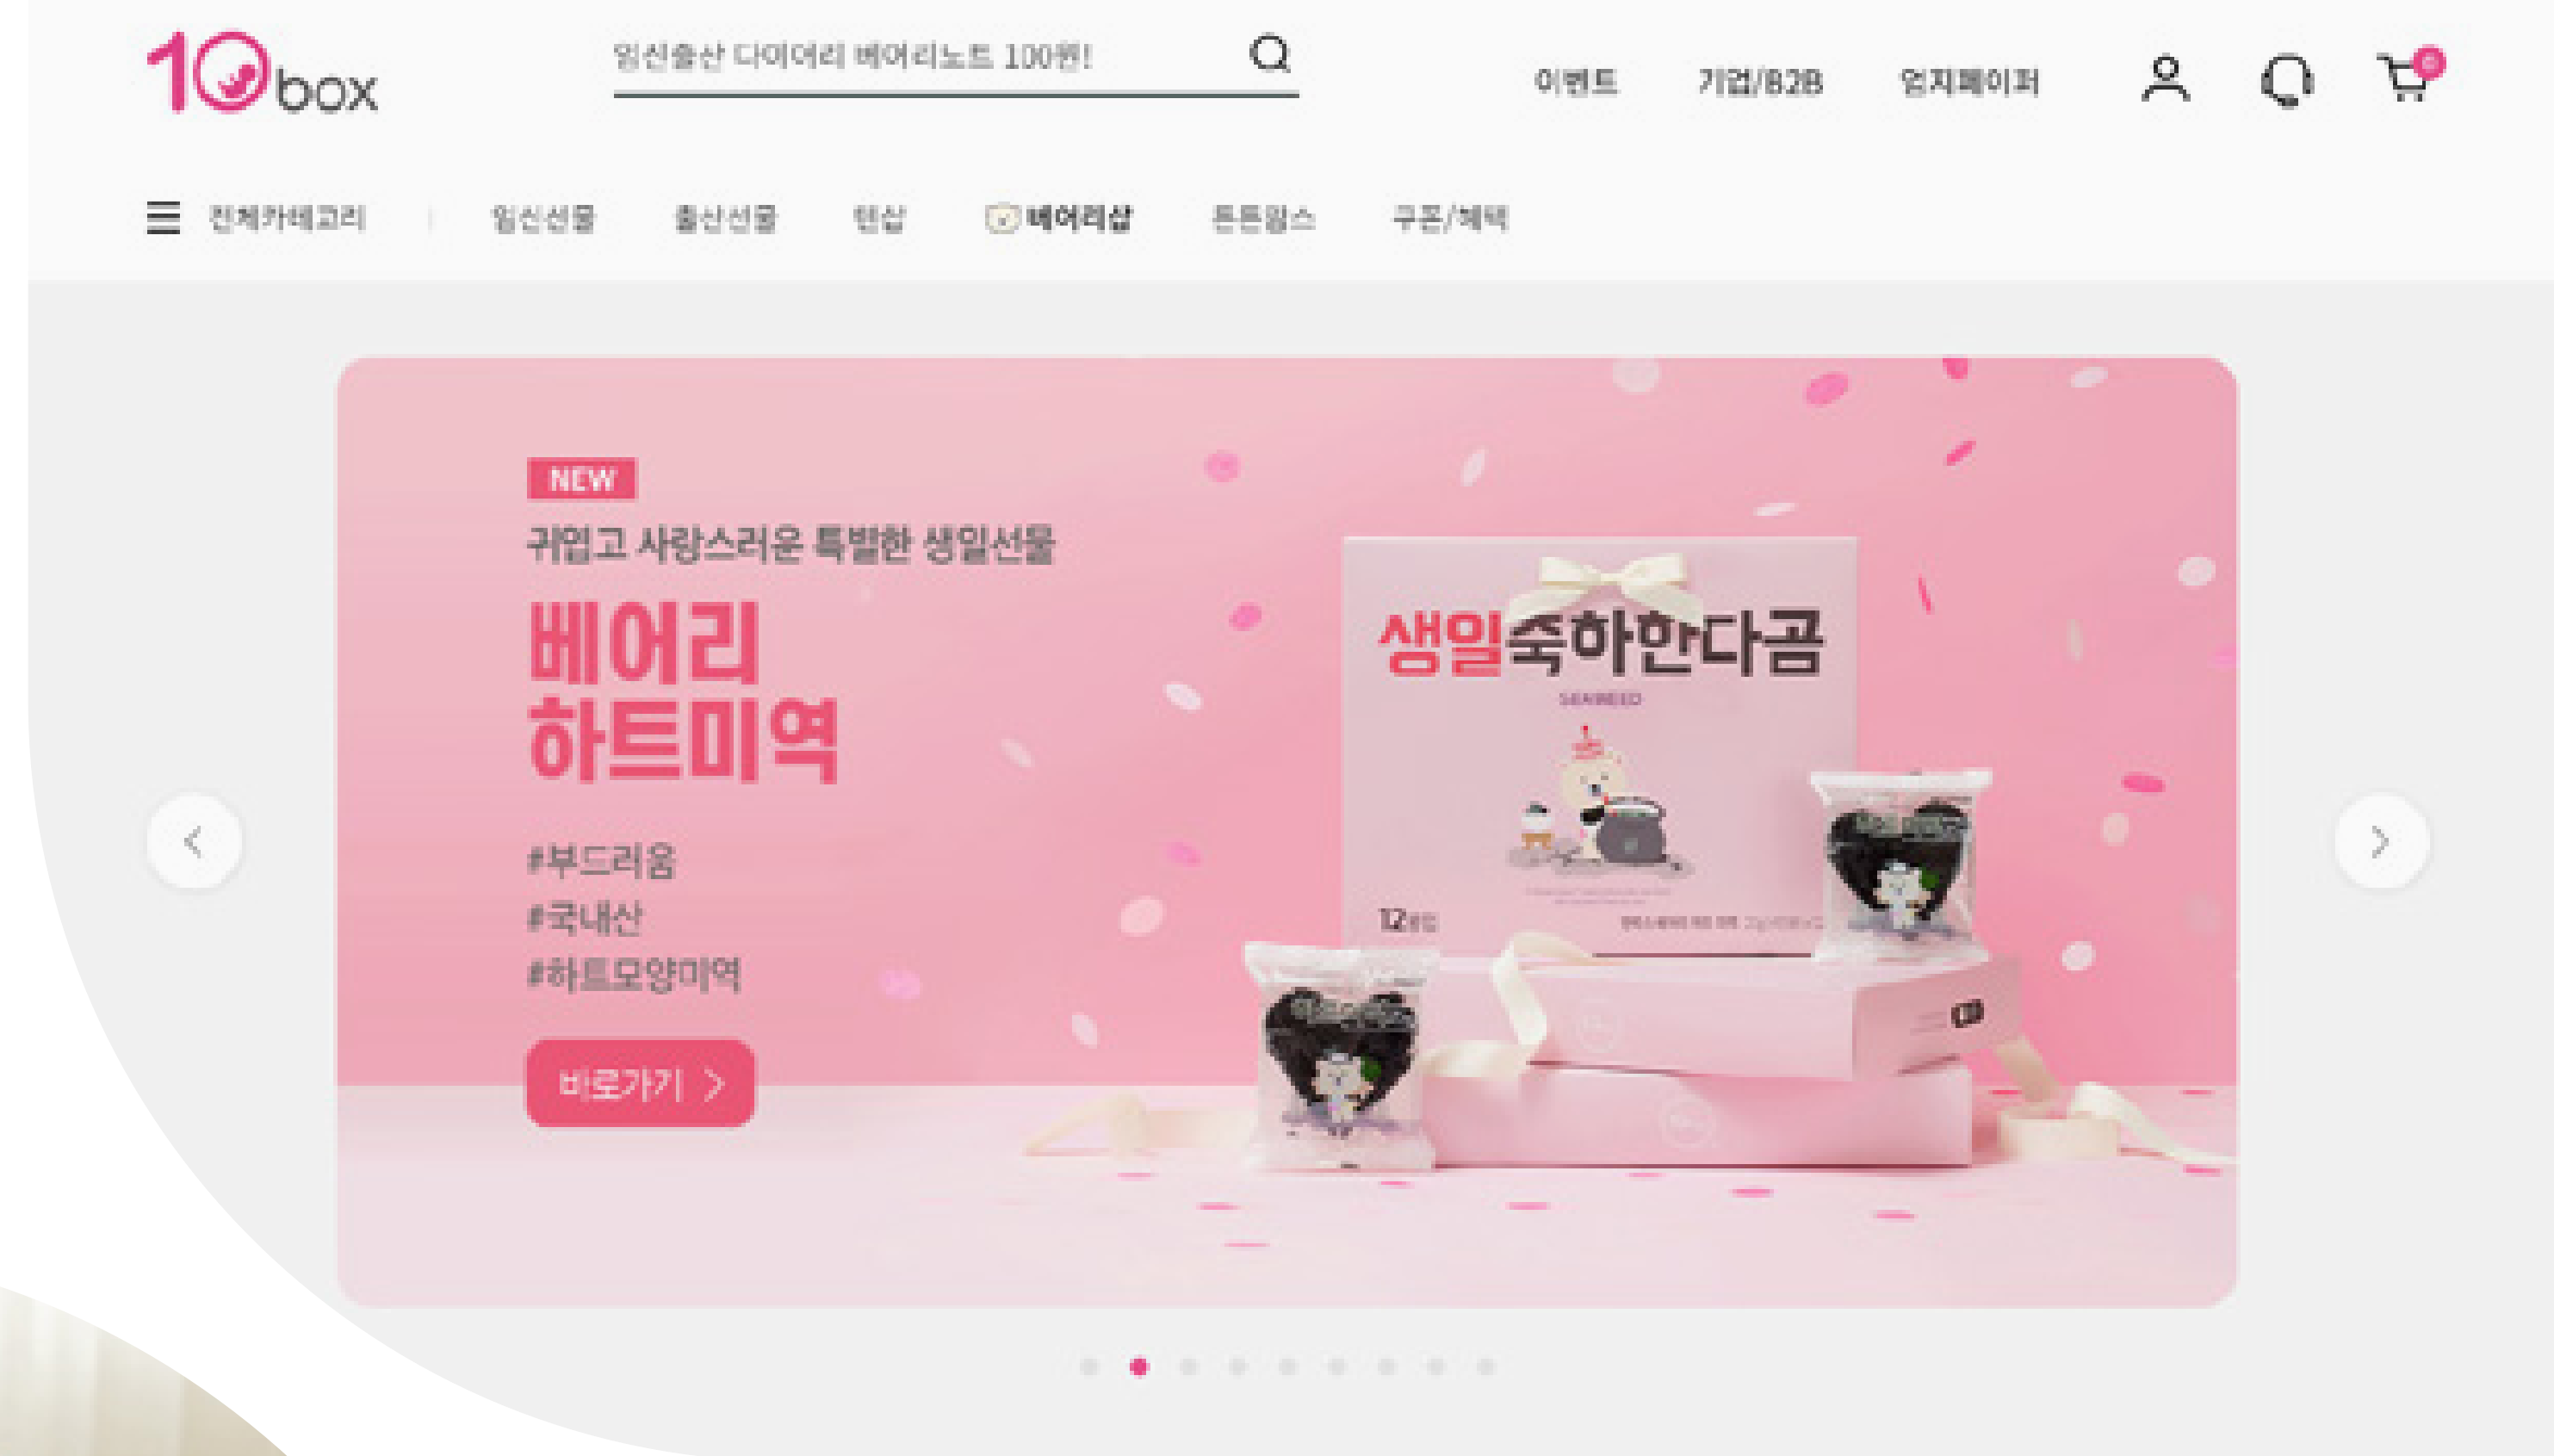 10box
임신출산 다이어리 베어리노트 100원!
이벤트 기업/B2B 엄지페이퍼
0
전체카테고리 임신선물 출산선물 텐샵 베어리샵 튼튼맘스 쿠폰/혜택
NEW
귀엽고 사랑스러운 특별한 생일선물
베어리
하트미역
#부드러움
#국내산
#하트모양미역
바로가기
생일축하한다곰
SEAWEED
12